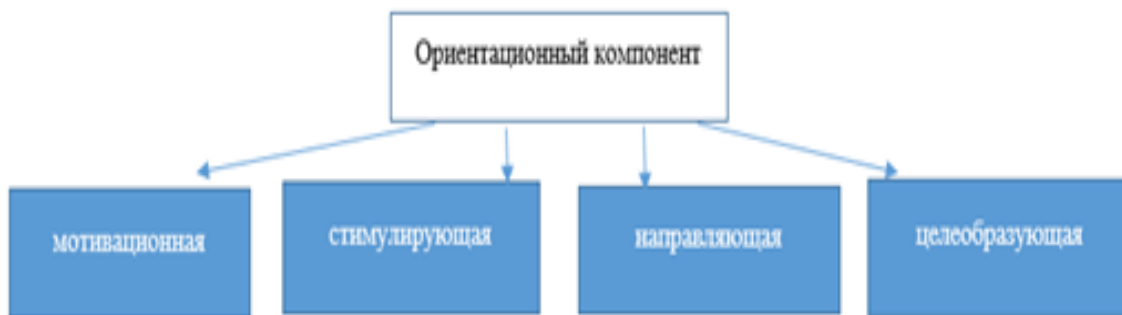 Ориентационный компонент
мотивационная
стимулирующая
направляющая
целеобразующая